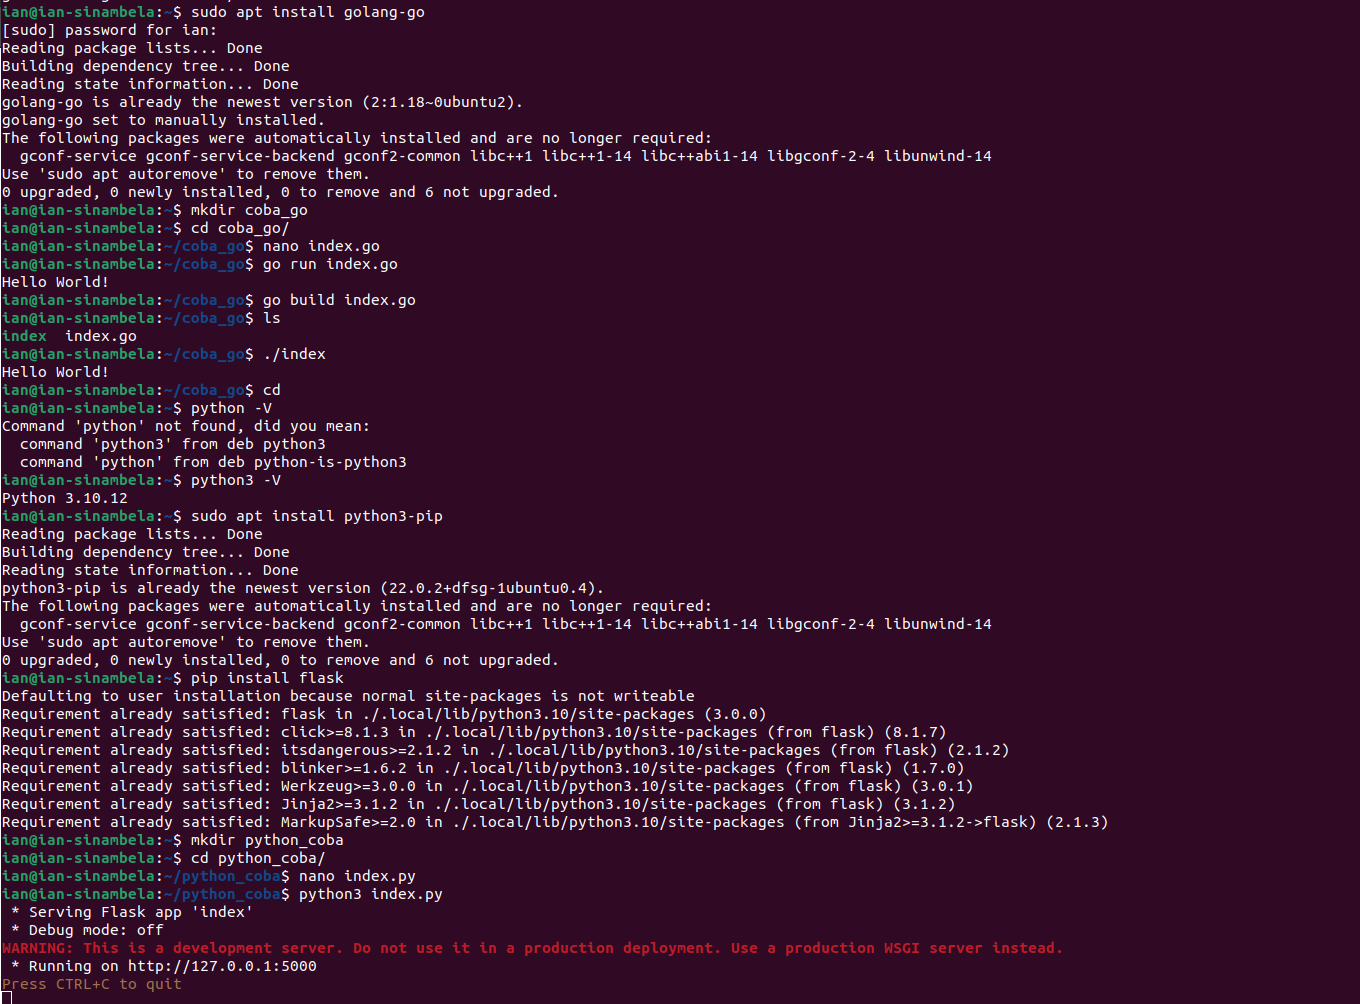 ian@ian-sinambela:~$ sudo apt install golang-go
[sudo] password for ian:
Reading package lists... Done
Building dependency tree... Done
Reading state information... Done
golang-go is already the newest version (2:1.18~0ubuntu2).
golang-go set to manually installed.
The following packages were automatically installed and are no longer required:
  gconf-service gconf-service-backend gconf2-common libc++1 libc++1-14 libc++abi1-14 libgconf-2-4 libunwind-14
Use 'sudo apt autoremove' to remove them.
0 upgraded, 0 newly installed, 0 to remove and 6 not upgraded.
ian@ian-sinambela:~$ mkdir coba_go
ian@ian-sinambela:~$ cd coba_go/
ian@ian-sinambela:~/coba_go$ nano index.go
ian@ian-sinambela:~/coba_go$ go run index.go
Hello World!
ian@ian-sinambela:~/coba_go$ go build index.go
ian@ian-sinambela:~/coba_go$ ls
index  index.go
ian@ian-sinambela:~/coba_go$ ./index
Hello World!
ian@ian-sinambela:~/coba_go$ cd
ian@ian-sinambela:~$ python -V
Command 'python' not found, did you mean:
  command 'python3' from deb python3
  command 'python' from deb python-is-python3
ian@ian-sinambela:~$ python3 -V
Python 3.10.12
ian@ian-sinambela:~$ sudo apt install python3-pip
Reading package lists... Done
Building dependency tree... Done
Reading state information... Done
python3-pip is already the newest version (22.0.2+dfsg-1ubuntu0.4).
The following packages were automatically installed and are no longer required:
  gconf-service gconf-service-backend gconf2-common libc++1 libc++1-14 libc++abi1-14 libgconf-2-4 libunwind-14
Use 'sudo apt autoremove' to remove them.
0 upgraded, 0 newly installed, 0 to remove and 6 not upgraded.
ian@ian-sinambela:~$ pip install flask
Defaulting to user installation because normal site-packages is not writeable
Requirement already satisfied: flask in ./.local/lib/python3.10/site-packages (3.0.0)
Requirement already satisfied: click>=8.1.3 in ./.local/lib/python3.10/site-packages (from flask) (8.1.7)
Requirement already satisfied: itsdangerous>=2.1.2 in ./.local/lib/python3.10/site-packages (from flask) (2.1.2)
Requirement already satisfied: blinker>=1.6.2 in ./.local/lib/python3.10/site-packages (from flask) (1.7.0)
Requirement already satisfied: Werkzeug>=3.0.0 in ./.local/lib/python3.10/site-packages (from flask) (3.0.1)
Requirement already satisfied: Jinja2>=3.1.2 in ./.local/lib/python3.10/site-packages (from flask) (3.1.2)
Requirement already satisfied: MarkupSafe>=2.0 in ./.local/lib/python3.10/site-packages (from Jinja2>=3.1.2->flask) (2.1.3)
ian@ian-sinambela:~$ mkdir python_coba
ian@ian-sinambela:~$ cd python_coba/
ian@ian-sinambela:~/python_coba$ nano index.py
ian@ian-sinambela:~/python_coba$ python3 index.py
 * Serving Flask app 'index'
 * Debug mode: off
WARNING: This is a development server. Do not use it in a production deployment. Use a production WSGI server instead.
 * Running on http://127.0.0.1:5000
Press CTRL+C to quit